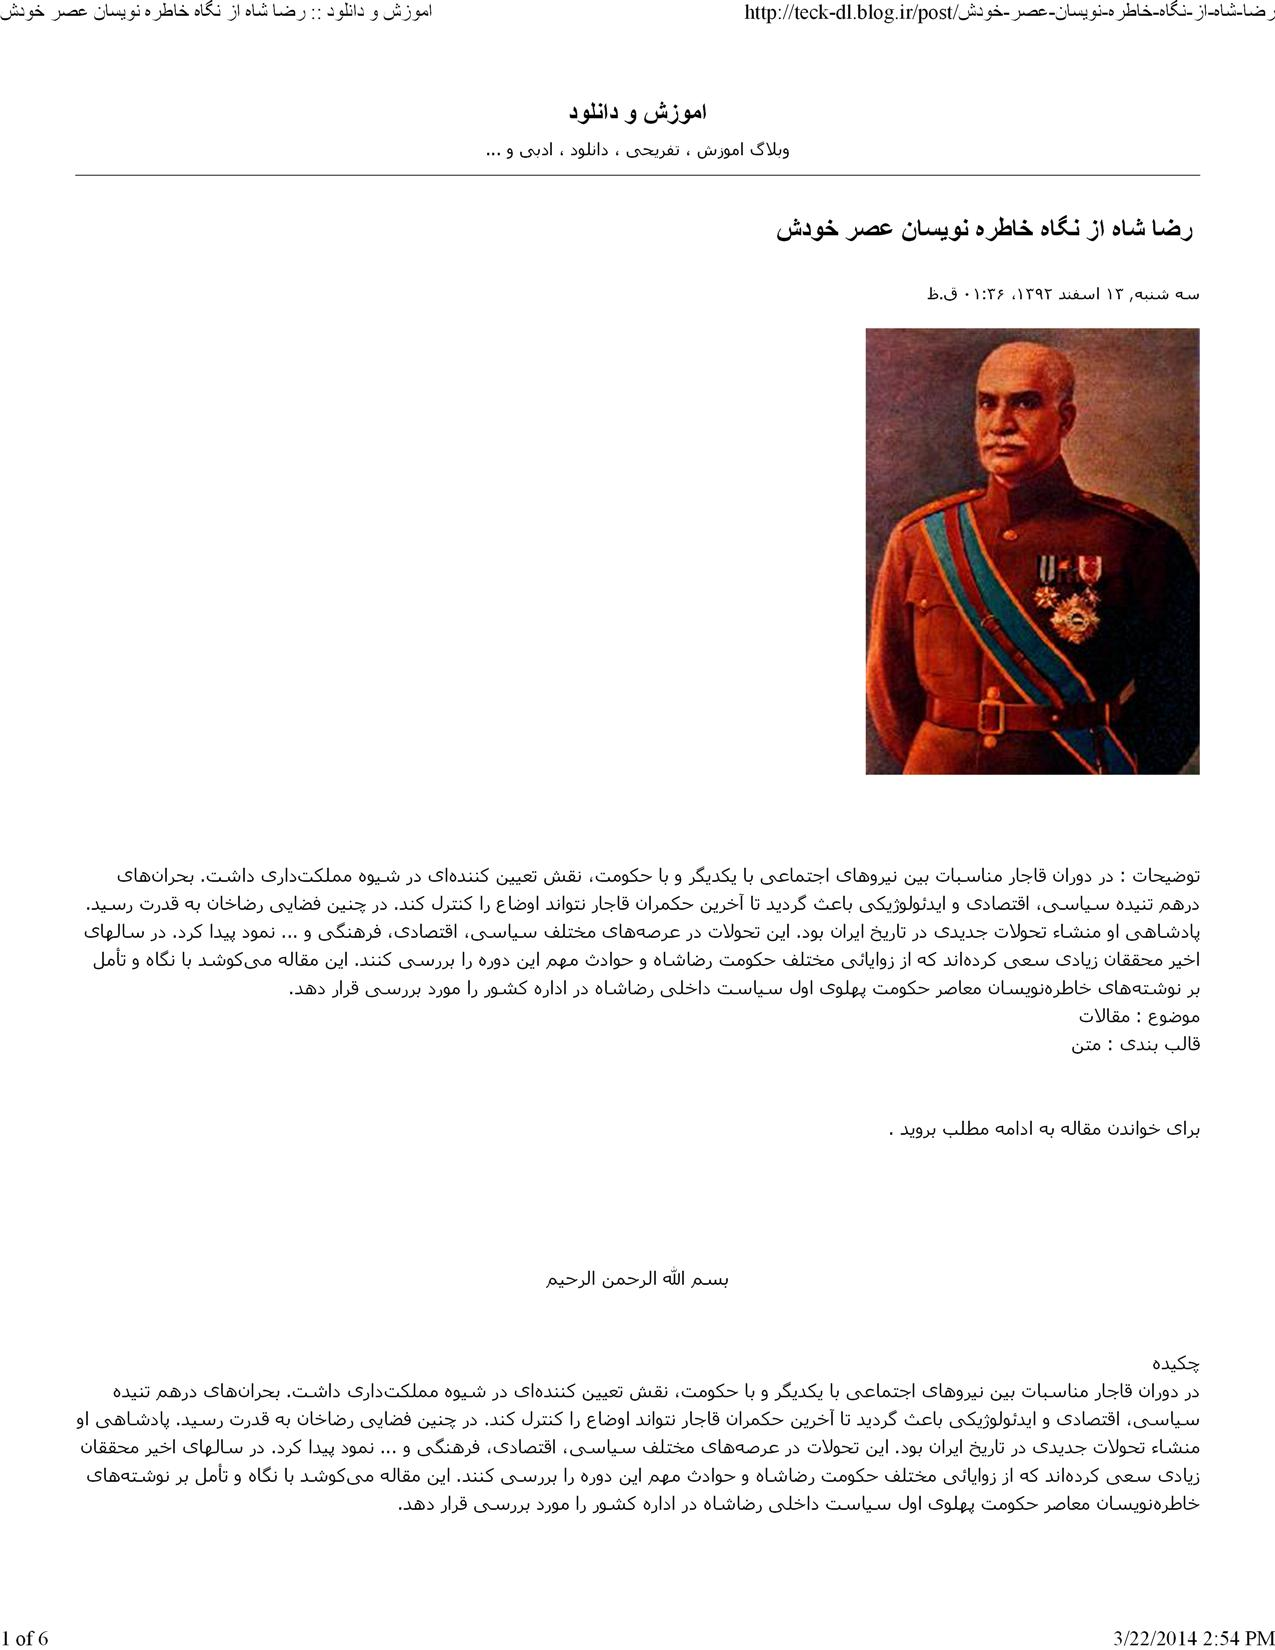 اموزش و دانلود :: رضا شاه از نگاه خاطره نویسان عصر خودش
http://teck-dl.blog.ir/post/رضا-شاه-از-نگاه-خاطره-نویسان-عصر-خودش
اموزش و دانلود
وبلاگ اموزش ، تفریحی ، دانلود ، ادبی و ...
رضا شاه از نگاه خاطره نویسان عصر خودش
سه شنبه, ۱۳ اسفند ۱۳۹۲، ۰۱:۳۶ ق.ظ
توضیحات : در دوران قاجار مناسبات بین نیروهای اجتماعی با یکدیگر و با حکومت، نقش تعیین کننده‌ای در شیوه مملکت‌داری داشت. بحران‌های
درهم تنیده سیاسی، اقتصادی و ایدئولوژیکی باعث گردید تا آخرین حکمران قاجار نتواند اوضاع را کنترل کند. در چنین فضایی رضاخان به قدرت رسید.
پادشاهی او منشاء تحولات جدیدی در تاریخ ایران بود. این تحولات در عرصه‌های مختلف سیاسی، اقتصادی، فرهنگی و ... نمود پیدا کرد. در سالهای
اخیر محققان زیادی سعی کرده‌اند که از زوایائی مختلف حکومت رضاشاه و حوادث مهم این دوره را بررسی کنند. این مقاله می‌کوشد با نگاه و تأمل
بر نوشته‌های خاطره‌نویسان معاصر حکومت پهلوی اول سیاست داخلی رضاشاه در اداره کشور را مورد بررسی قرار دهد.
موضوع : مقالات
قالب بندی : متن
برای خواندن مقاله به ادامه مطلب بروید .
بسم الله الرحمن الرحیم
چکیده
در دوران قاجار مناسبات بین نیروهای اجتماعی با یکدیگر و با حکومت، نقش تعیین کننده‌ای در شیوه مملکت‌داری داشت. بحران‌های درهم تنیده
سیاسی، اقتصادی و ایدئولوژیکی باعث گردید تا آخرین حکمران قاجار نتواند اوضاع را کنترل کند. در چنین فضایی رضاخان به قدرت رسید. پادشاهی او
منشاء تحولات جدیدی در تاریخ ایران بود. این تحولات در عرصه‌های مختلف سیاسی، اقتصادی، فرهنگی و ... نمود پیدا کرد. در سالهای اخیر محققان
زیادی سعی کرده‌اند که از زوایائی مختلف حکومت رضاشاه و حوادث مهم این دوره را بررسی کنند. این مقاله می‌کوشد با نگاه و تأمل بر نوشته‌های
خاطره‌نویسان معاصر حکومت پهلوی اول سیاست داخلی رضاشاه در اداره کشور را مورد بررسی قرار دهد.
1 of 6
3/22/2014 2:54 PM